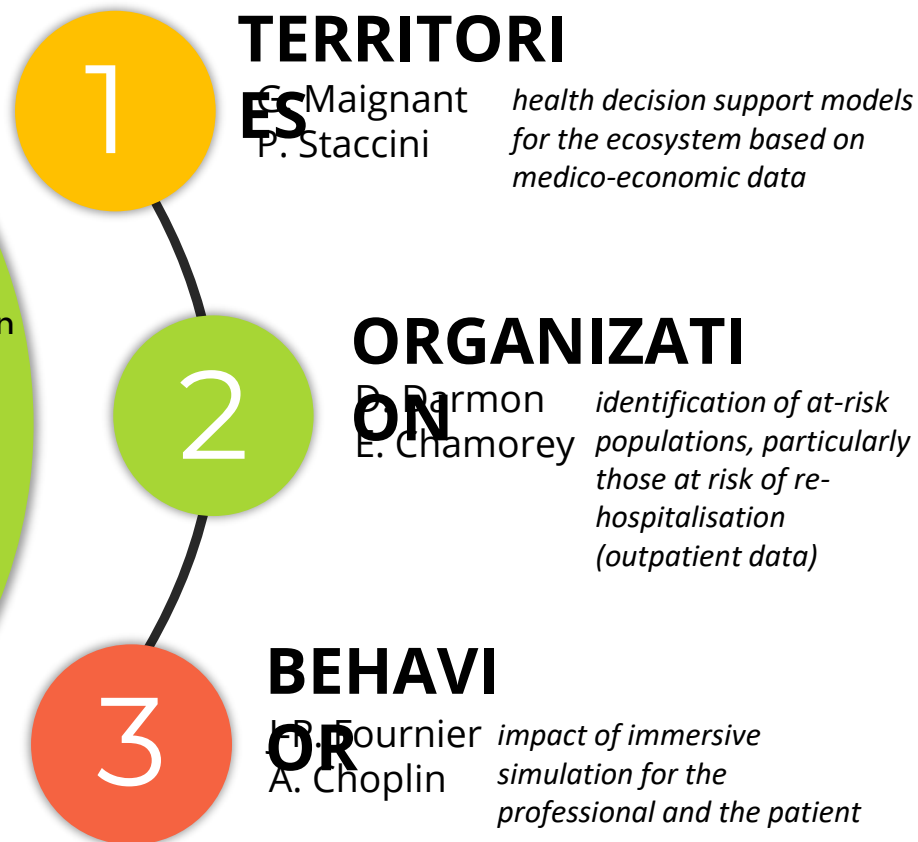 1
TERRITORI
ES
G. Maignant
P. Staccini
health decision support models
for the ecosystem based on
medico-economic data
n
2
ORGANIZATI
ON
D. Darmon
E. Chamorey
identification of at-risk
populations, particularly
those at risk of re-
hospitalisation
(outpatient data)
3
BEHAVI
OR
J-P. Fournier
A. Choplin
impact of immersive
simulation for the
professional and the patient